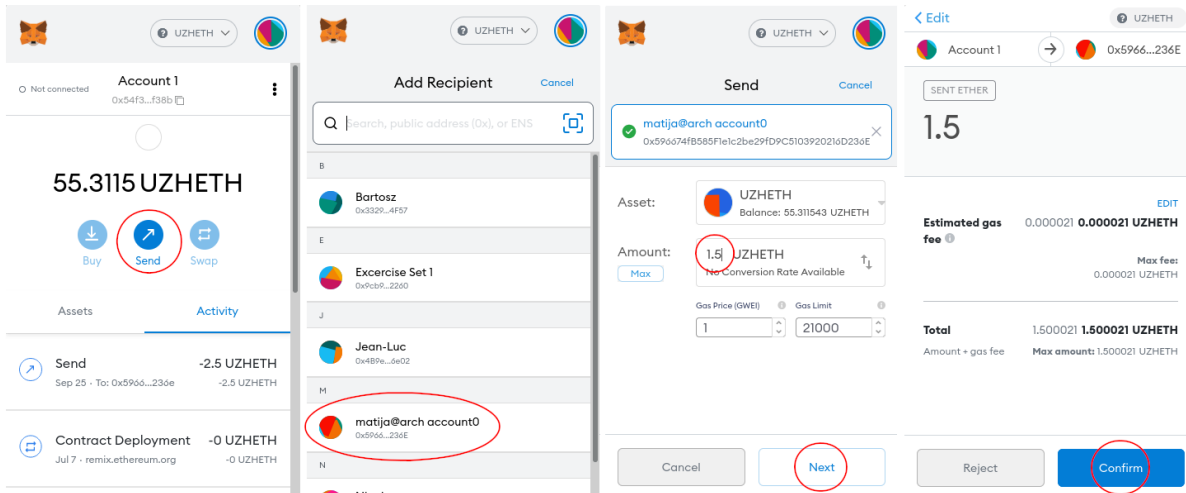 UZHETH
Not connected
Account 1
0x54f3...f38b
55.3115 UZHETH
Buy
Send
Swap
Assets
Activity
Send
-2.5 UZHETH
Sep 25 · To: 0x5966...236e
-2.5 UZHETH
Contract Deployment
-0 UZHETH
Jul 7 · remix.ethereum.org
-0 UZHETH
UZHETH
Add Recipient
Cancel
Search, public address (0x), or ENS
B
Bartosz
0x3329...4F57
E
Excercise Set 1
0x9cb9...2260
J
Jean-Luc
0x4B9e...6e02
M
matija@arch account0
0x5966...236E
N
UZHETH
Send
Cancel
matija@arch account0
0x596674fB585F1e1c2be29fD9C5103920216D236E
Asset:
UZHETH
Balance: 55.311543 UZHETH
Amount:
Max
1.5 UZHETH
No Conversion Rate Available
Gas Price (GWEI)
Gas Limit
1
21000
Cancel
Next
< Edit
UZHETH
Account 1
0x5966...236E
SENT ETHER
1.5
EDIT
Estimated gas
fee
0.000021 0.000021 UZHETH
Max fee:
0.000021 UZHETH
Total
1.500021 1.500021 UZHETH
Amount + gas fee
Max amount: 1.500021 UZHETH
Reject
Confirm